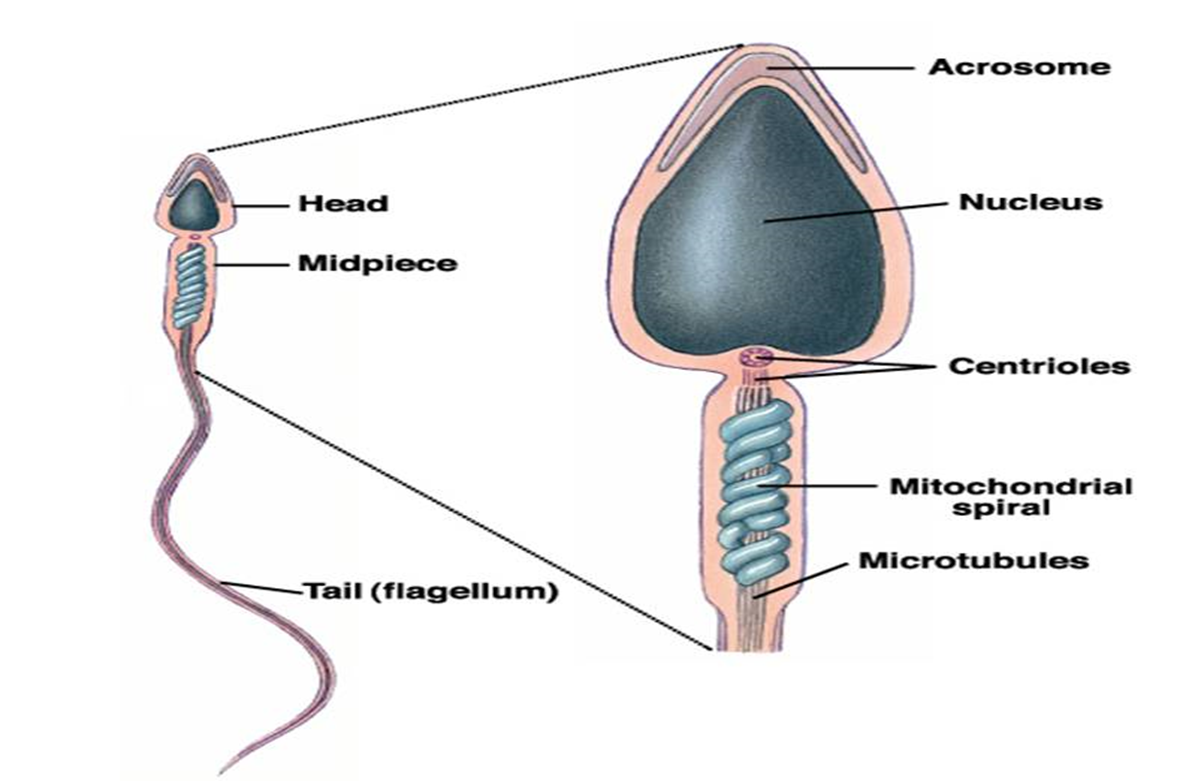 Head
Midpiece
Tail (flagellum)
Acrosome
Nucleus
Centrioles
Mitochondrial
spiral
Microtubules